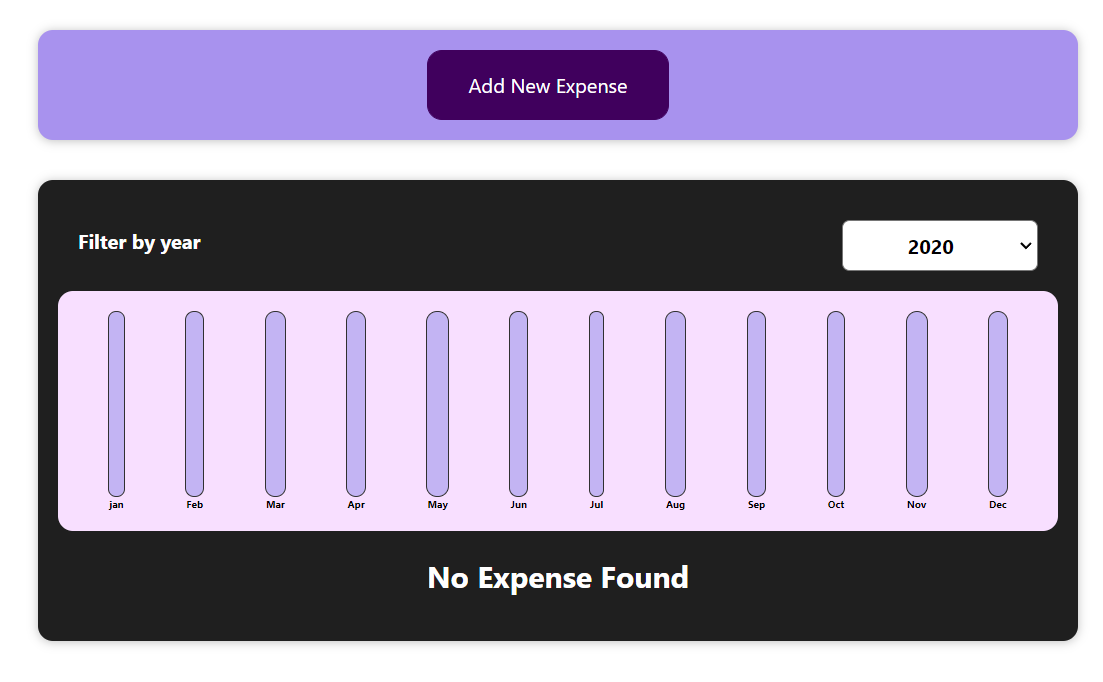 Add New Expense
Filter by year
2020
jan Feb Mar Apr May Jun Jul Aug Sep Oct Nov Dec
No Expense Found